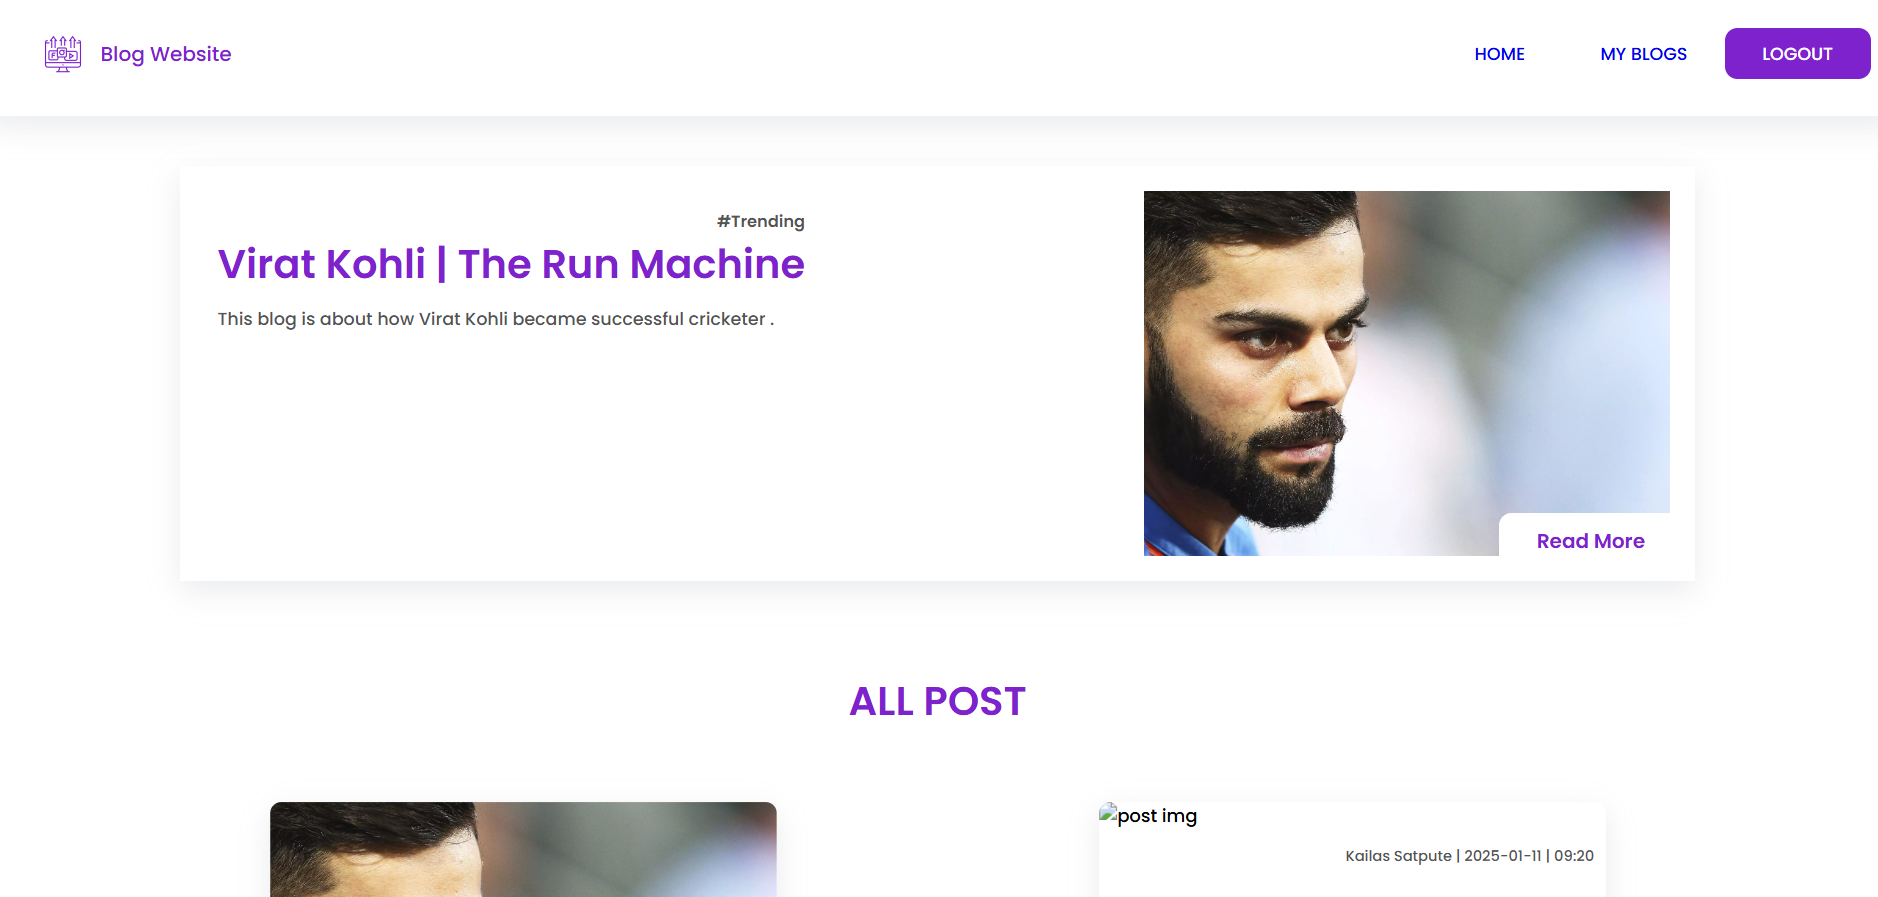 Blog Website
HOME
MY BLOGS
LOGOUT
#Trending
Virat Kohli | The Run Machine
This blog is about how Virat Kohli became successful cricketer .
Read More
ALL POST
post img
Kailas Satpute | 2025-01-11 | 09:20